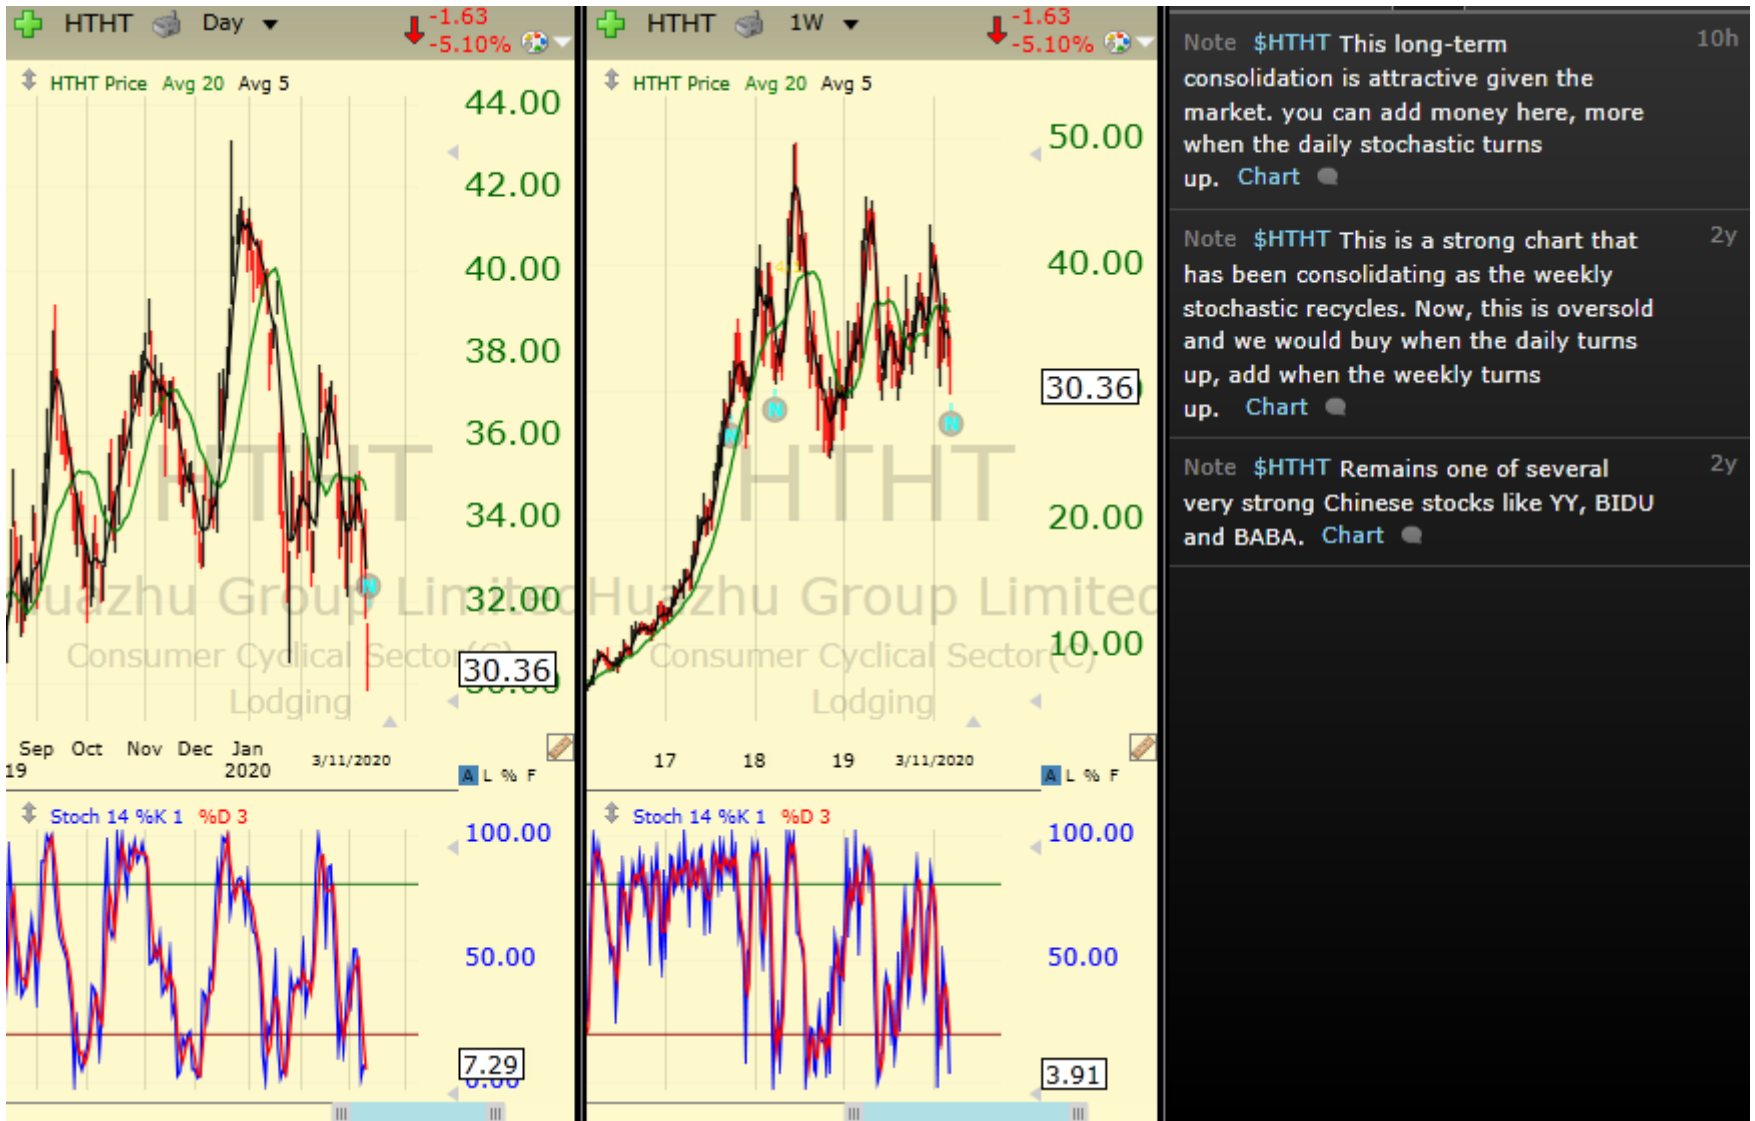 HTHT Day
-1.63
-5.10%
HTHT Price Avg 20 Avg 5
44.00
42.00
40.00
38.00
36.00
34.00
32.00
30.36
HTHT
Huazhu Group Limited
Consumer Cyclical Sector(C)
Lodging
N
Sep Oct Nov Dec Jan
19 2020 3/11/2020
A L % F
Stoch 14 %K 1 %D 3
100.00
50.00
7.29
0.00
HTHT 1W
-1.63
-5.10%
HTHT Price Avg 20 Avg 5
50.00
40.00
30.36
20.00
10.00
N
N
N
HTHT
Huazhu Group Limited
Consumer Cyclical Sector(C)
Lodging
17 18 19 3/11/2020
A L % F
Stoch 14 %K 1 %D 3
100.00
50.00
3.91
Note $HTHT This long-term 10h
consolidation is attractive given the
market. you can add money here, more
when the daily stochastic turns
up. Chart
Note $HTHT This is a strong chart that 2y
has been consolidating as the weekly
stochastic recycles. Now, this is oversold
and we would buy when the daily turns
up, add when the weekly turns
up. Chart
Note $HTHT Remains one of several 2y
very strong Chinese stocks like YY, BIDU
and BABA. Chart